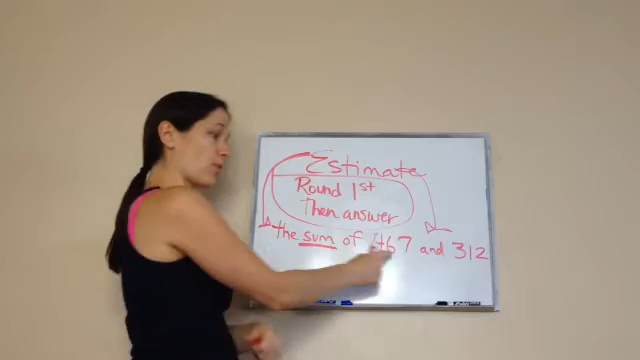 Estimate
Round 1st
Then answer
the sum of 467 and 312